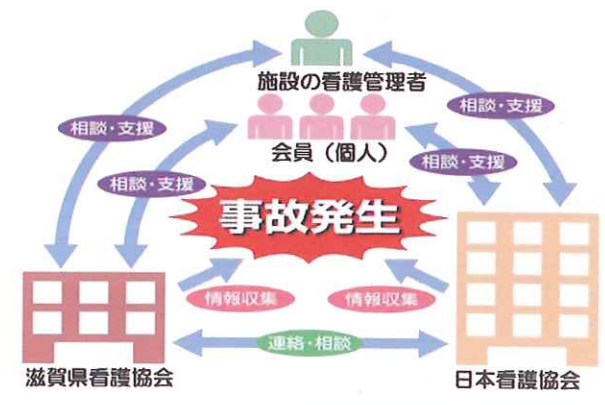 施設の看護管理者
相談・支援
相談・支援
会員（個人）
相談・支援
相談・支援
事故発生
情報収集
情報収集
連絡・相談
滋賀県看護協会
日本看護協会